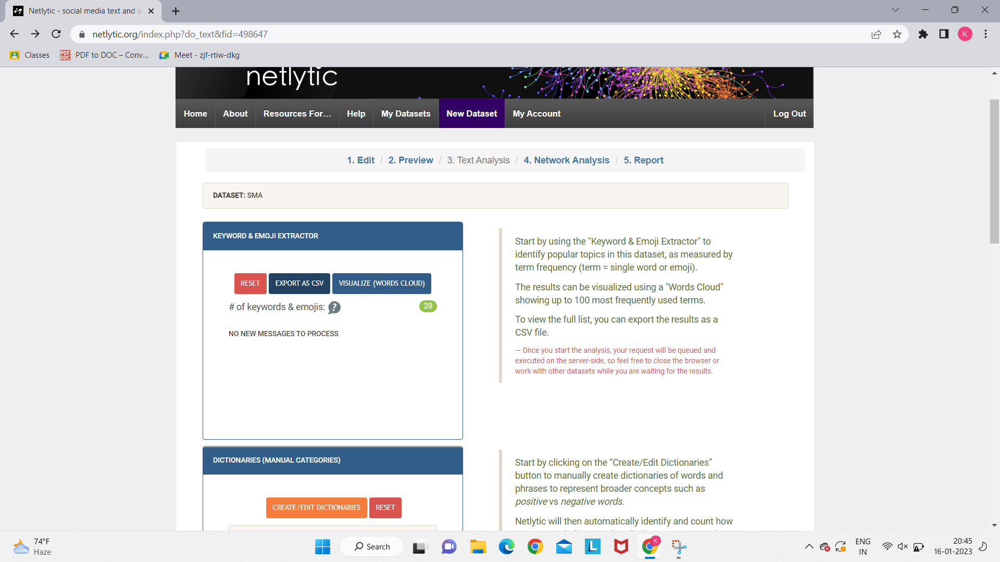 Netlytic - social media text and s
netlytic.org/index.php?do_text&fid=498647
K
Classes
PDF to DOC – Conv...
Meet - zjf-rtiw-dkg
netlytic
Home
About
Resources For...
Help
My Datasets
New Dataset
My Account
Log Out
1. Edit / 2. Preview / 3. Text Analysis / 4. Network Analysis / 5. Report
DATASET: SMA
KEYWORD & EMOJI EXTRACTOR
RESET
EXPORT AS CSV
VISUALIZE (WORDS CLOUD)
# of keywords & emojis: ?
28
NO NEW MESSAGES TO PROCESS
Start by using the "Keyword & Emoji Extractor" to
identify popular topics in this dataset, as measured by
term frequency (term = single word or emoji).
The results can be visualized using a "Words Cloud"
showing up to 100 most frequently used terms.
To view the full list, you can export the results as a
CSV file.
— Once you start the analysis, your request will be queued and
executed on the server-side, so feel free to close the browser or
work with other datasets while you are waiting for the results.
DICTIONARIES (MANUAL CATEGORIES)
CREATE/EDIT DICTIONARIES
RESET
Start by clicking on the “Create/Edit Dictionaries”
button to manually create dictionaries of words and
phrases to represent broader concepts such as
positive vs negative words.
Netlytic will then automatically identify and count how
74°F
Haze
Search
L
K
ENG
IN
20:45
16-01-2023